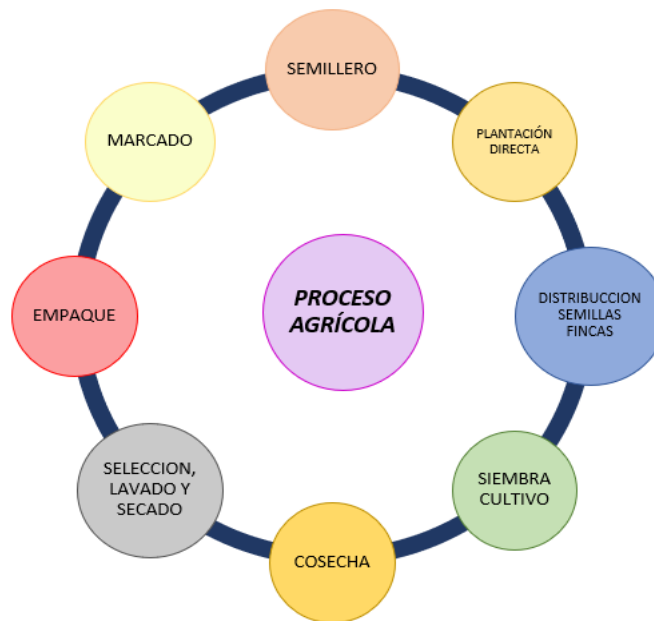 SEMILLERO
PLANTACIÓN
DIRECTA
DISTRIBUCCION
SEMILLAS
FINCAS
SIEMBRA
CULTIVO
COSECHA
SELECCION,
LAVADO Y
SECADO
EMPAQUE
MARCADO
PROCESO
AGRÍCOLA